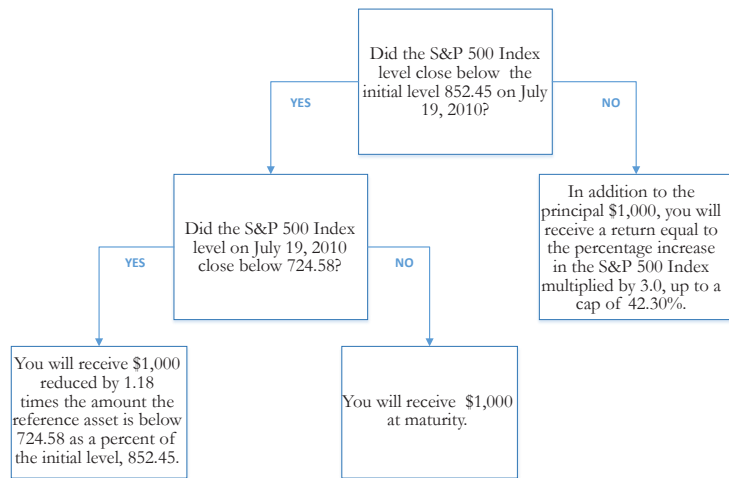 Did the S&P 500 Index
level close below the
initial level 852.45 on July
19, 2010?
YES
NO
Did the S&P 500 Index
level on July 19, 2010
close below 724.58?
In addition to the
principal $1,000, you will
receive a return equal to
the percentage increase
in the S&P 500 Index
multiplied by 3.0, up to a
cap of 42.30%.
YES
NO
You will receive $1,000
reduced by 1.18
times the amount the
reference asset is below
724.58 as a percent of
the initial level, 852.45.
You will receive $1,000
at maturity.